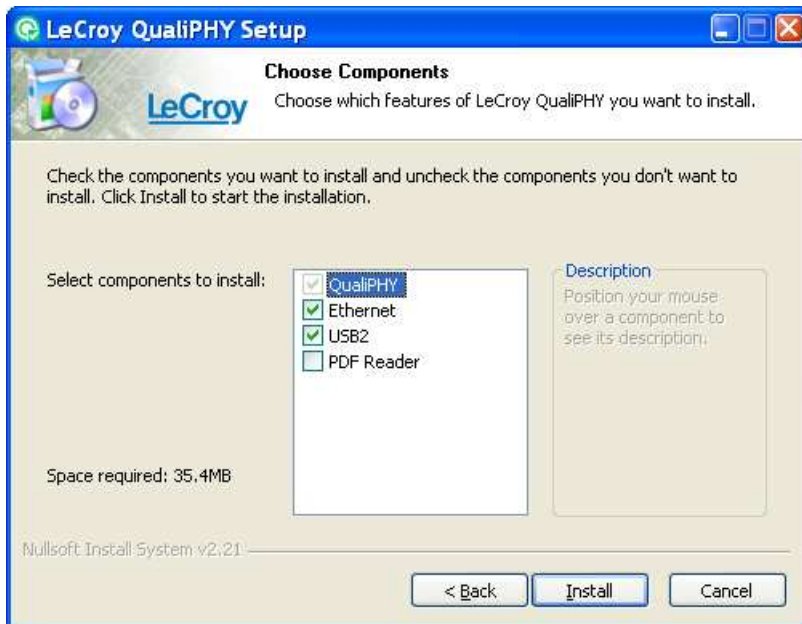 LeCroy QualiPHY Setup
LeCroy
Choose Components
Choose which features of LeCroy QualiPHY you want to install.
Check the components you want to install and uncheck the components you don't want to
install. Click Install to start the installation.
Select components to install:
QualiPHY
Ethernet
USB2
PDF Reader
Description
Position your mouse
over a component to
see its description.
Space required: 35.4MB
Nullsoft Install System v2.21
< Back
Install
Cancel